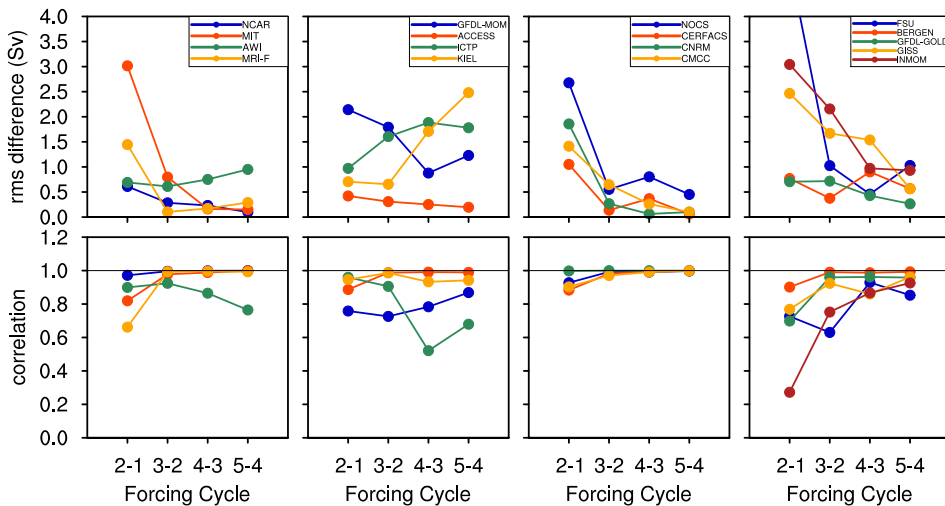 rms difference (Sv)
4.0
3.5
3.0
2.5
2.0
1.5
1.0
0.5
0.0
NCAR
MIT
AWI
MRI-F
GFDL-MOM
ACCESS
ICTP
KIEL
NOCS
CERFACS
CNRM
CMCC
FSU
BERGEN
GFDL-GOLD
GISS
INMOM
correlation
1.2
1.0
0.8
0.6
0.4
0.2
0.0
2-1 3-2 4-3 5-4
Forcing Cycle
2-1 3-2 4-3 5-4
Forcing Cycle
2-1 3-2 4-3 5-4
Forcing Cycle
2-1 3-2 4-3 5-4
Forcing Cycle